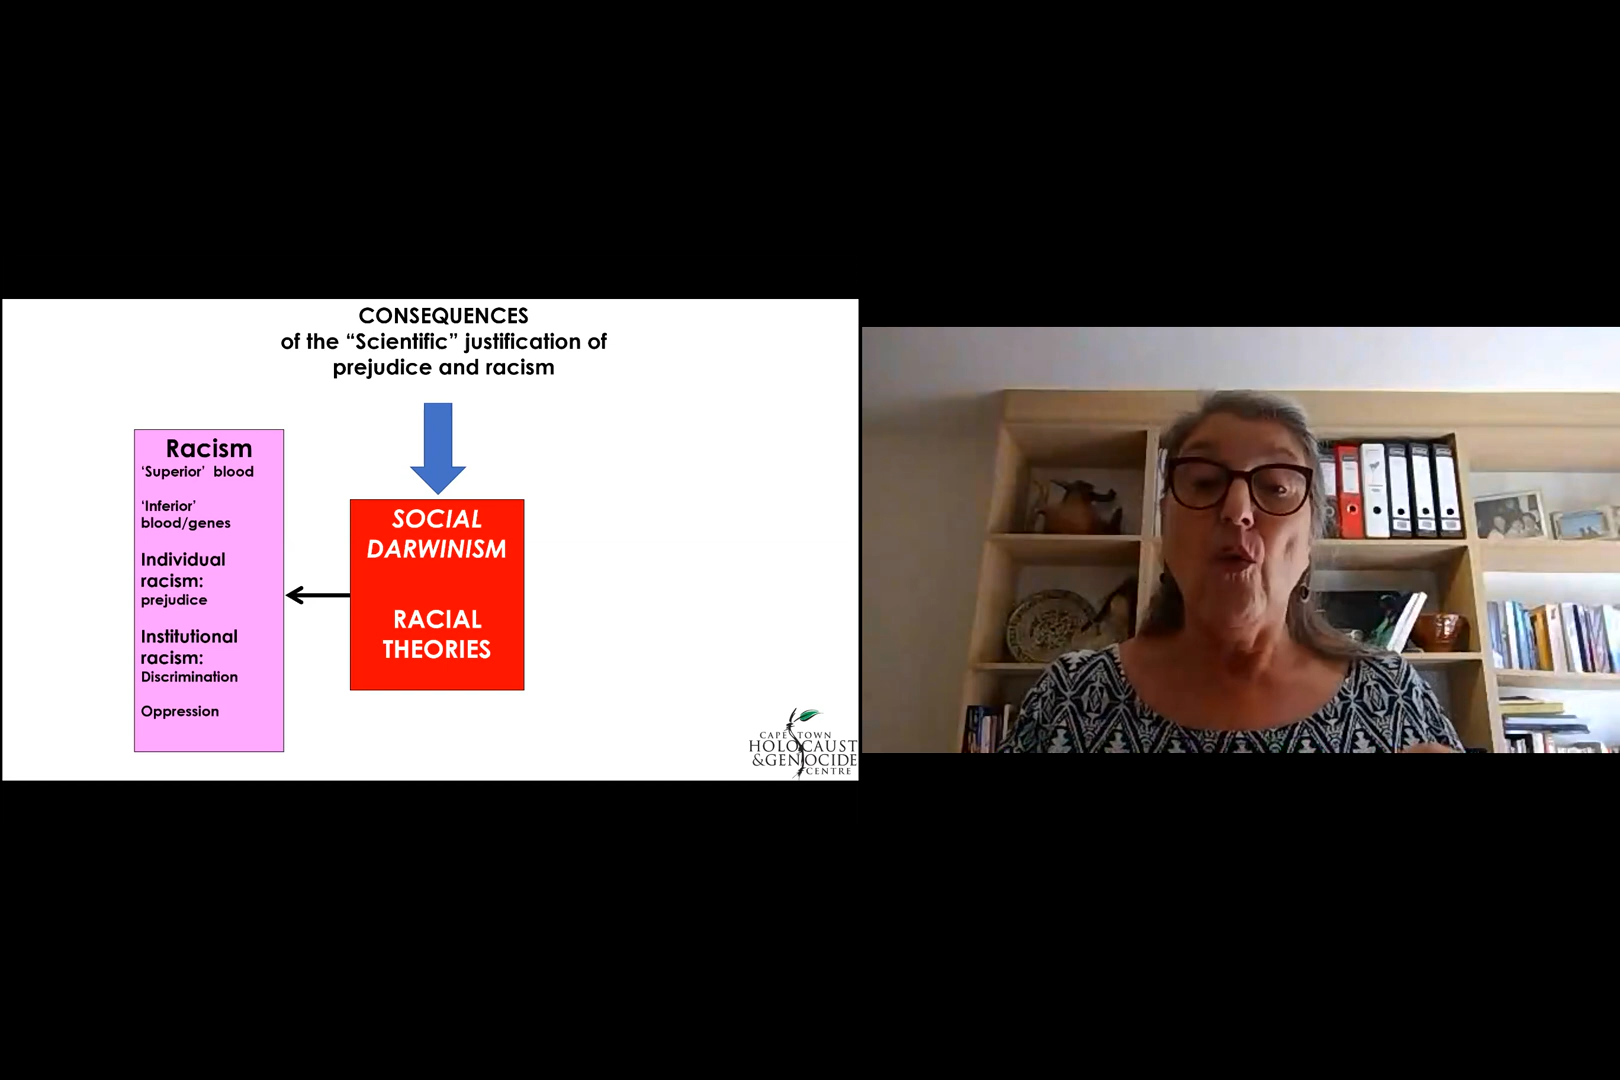 CONSEQUENCES
of the “Scientific” justification of
prejudice and racism
Racism
‘Superior’ blood
‘Inferior’
blood/genes
Individual
racism:
prejudice
Institutional
racism:
Discrimination
Oppression
SOCIAL
DARWINISM
RACIAL
THEORIES
CAPE TOWN
HOLOCAUST
&GENOCIDE
CENTRE